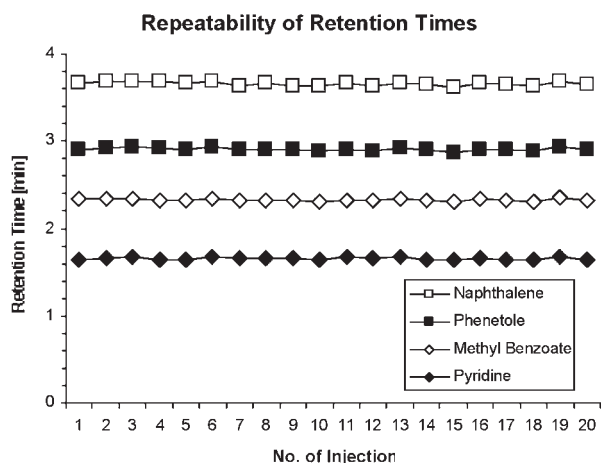 Repeatability of Retention Times
4
3
2
1
0
Retention Time [min]
Naphthalene
Phenetole
Methyl Benzoate
Pyridine
1 2 3 4 5 6 7 8 9 10 11 12 13 14 15 16 17 18 19 20
No. of Injection